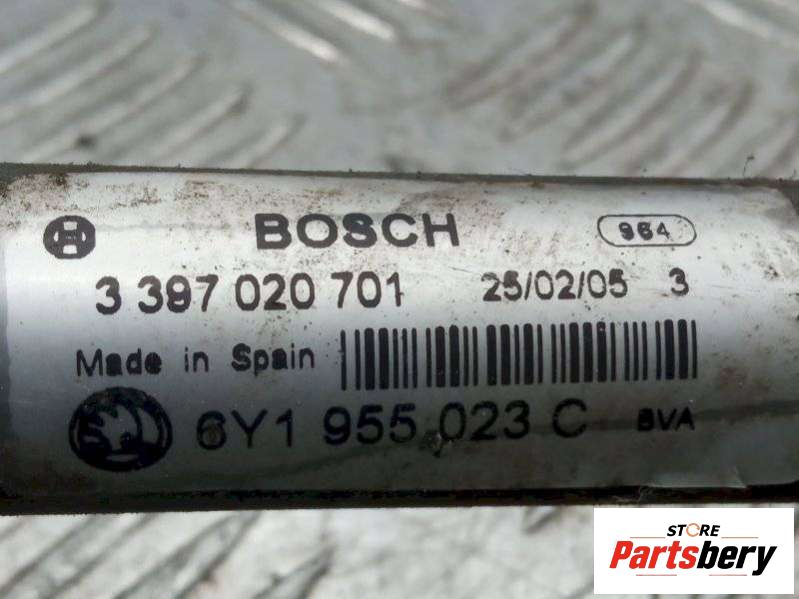 BOSCH 964
3 397 020 701 25/02/05 3
Made in Spain
6Y1 955 023 C BVA
STORE
Partsbery